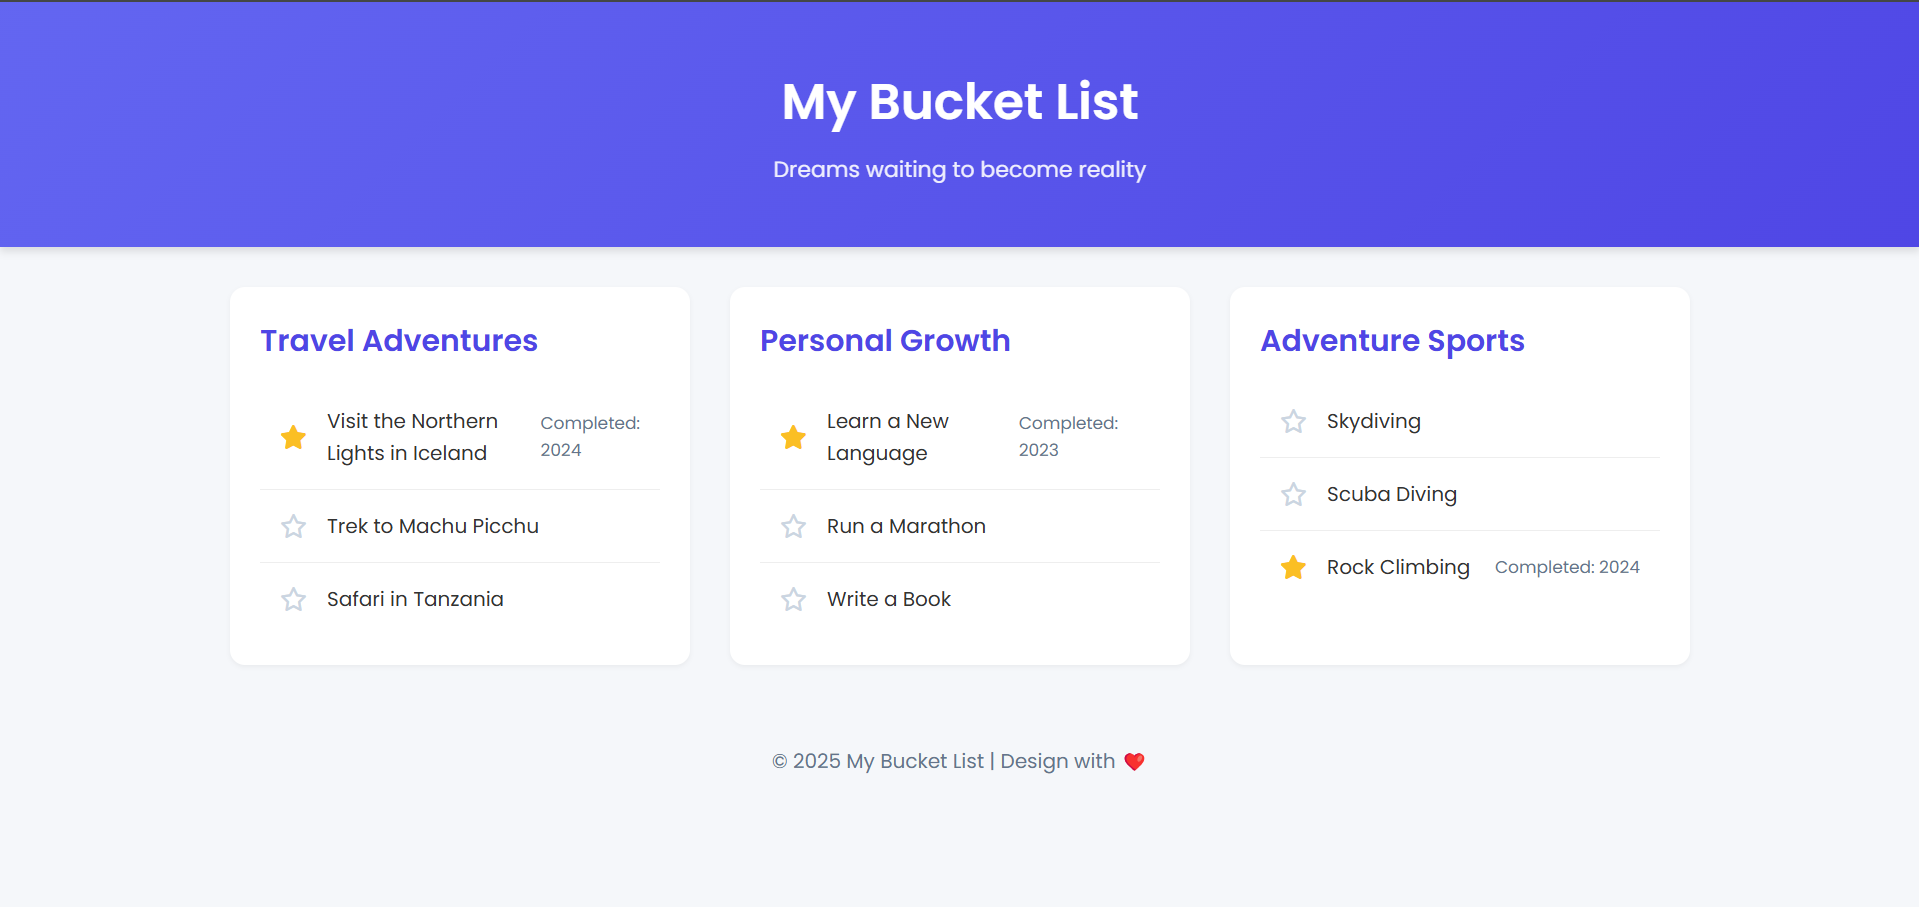 My Bucket List
Dreams waiting to become reality
Travel Adventures
Visit the Northern
Lights in Iceland
Completed:
2024
Trek to Machu Picchu
Safari in Tanzania
Personal Growth
Learn a New
Language
Completed:
2023
Run a Marathon
Write a Book
Adventure Sports
Skydiving
Scuba Diving
Rock Climbing
Completed: 2024
© 2025 My Bucket List | Design with ❤️